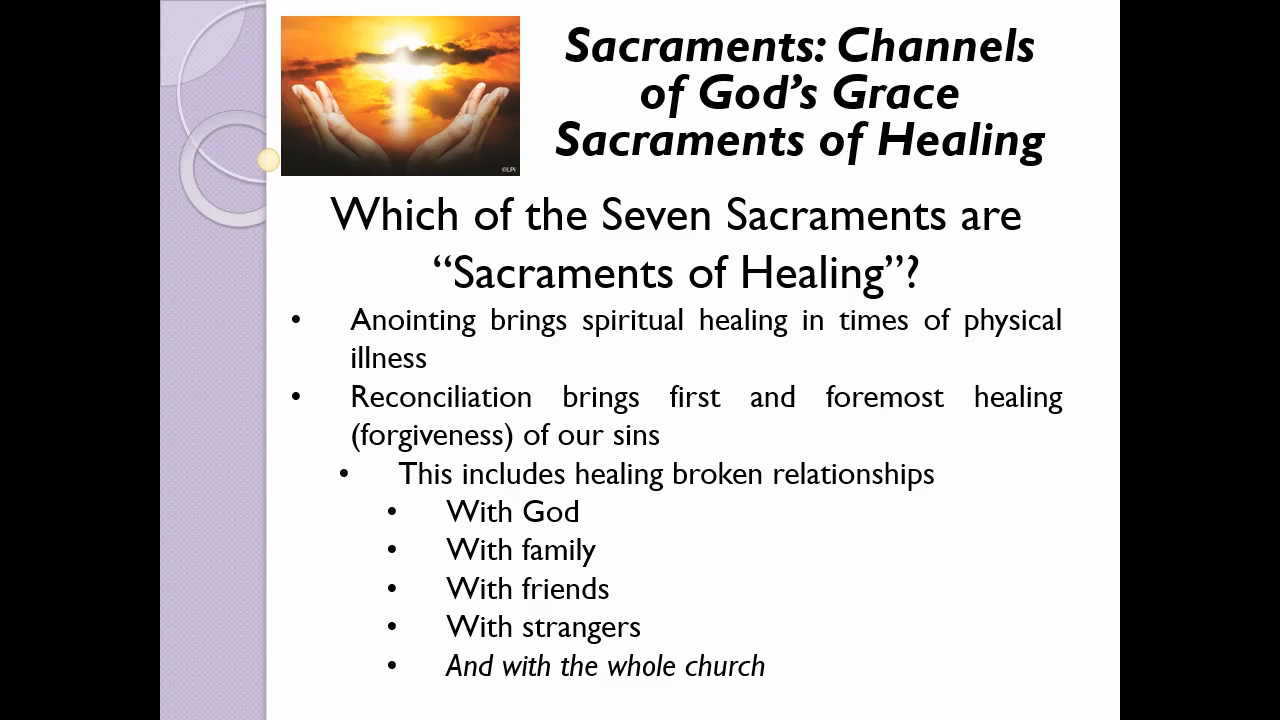 Sacraments: Channels
of God’s Grace
Sacraments of Healing
©LPi
Which of the Seven Sacraments are
“Sacraments of Healing”?
• Anointing brings spiritual healing in times of physical
illness
• Reconciliation brings first and foremost healing
(forgiveness) of our sins
• This includes healing broken relationships
• With God
• With family
• With friends
• With strangers
• And with the whole church